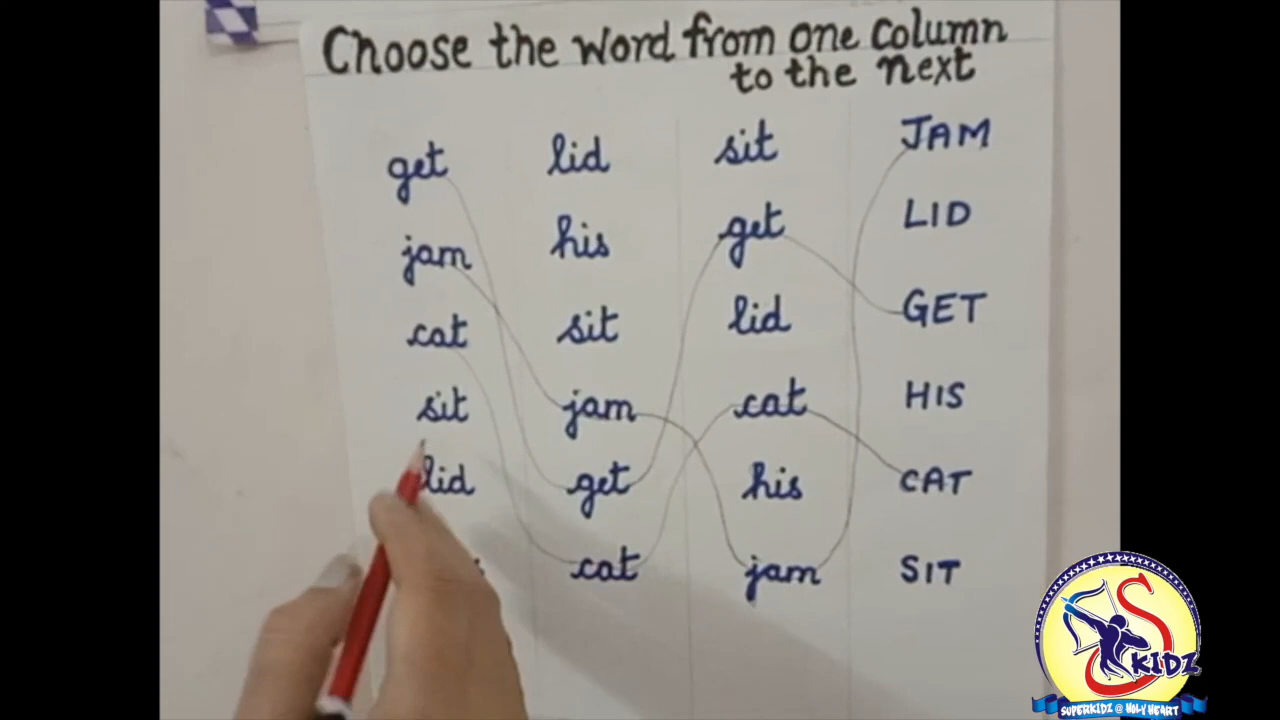 Choose the word from one column
to the next
get lid sit JAM
jam his get LID
cat sit lid GET
sit jam cat HIS
lid get his CAT
cat jam SIT
S
KIDZ
SUPERKIDZ @ HOLY HEART